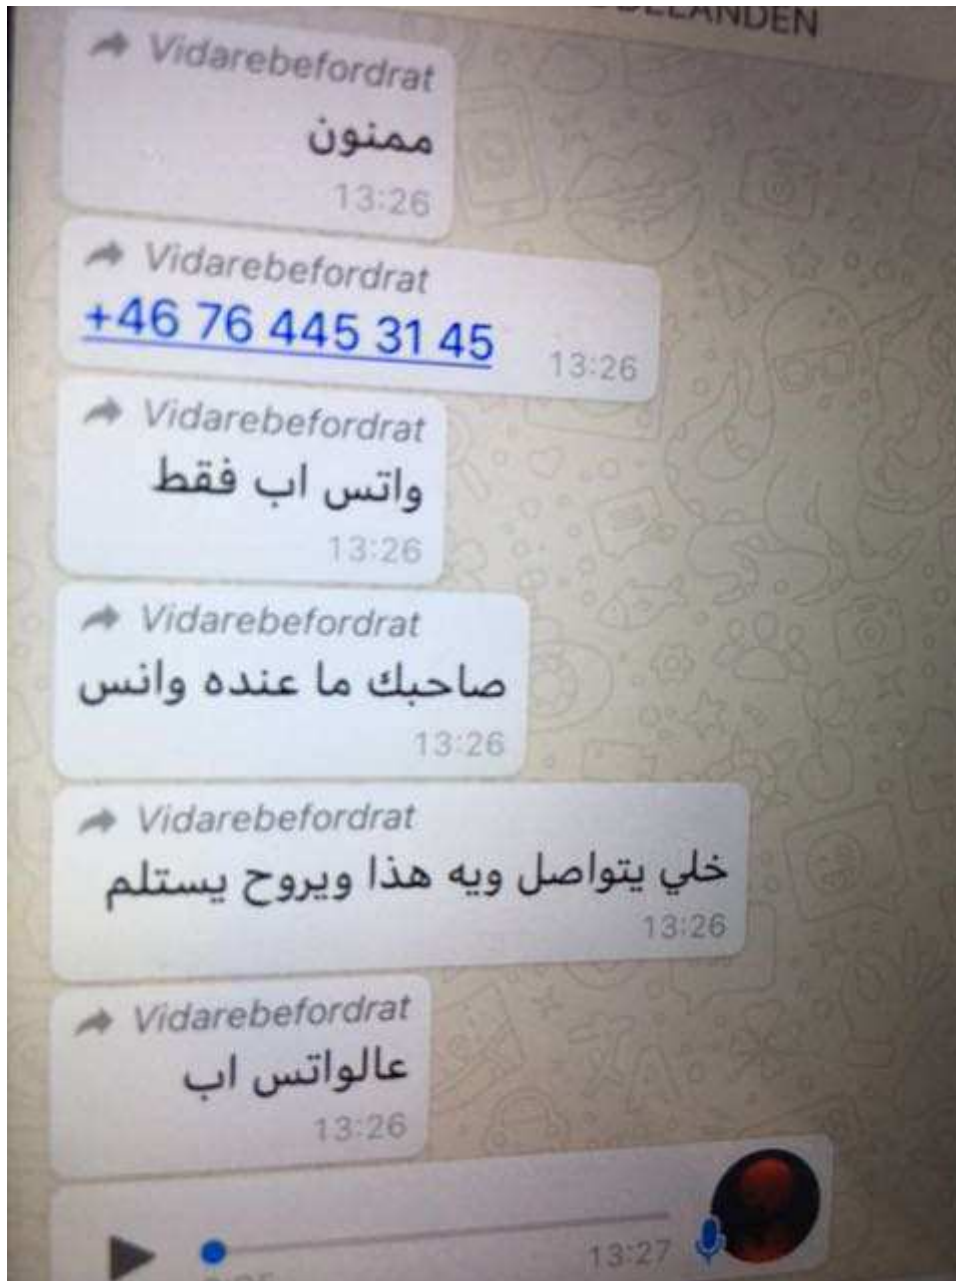 Vidarebefordrat
ممنون
13:26
Vidarebefordrat
+46 76 445 31 45
13:26
Vidarebefordrat
واتس اب فقط
13:26
Vidarebefordrat
صاحبك ما عنده وانس
13:26
Vidarebefordrat
خلي يتواصل ويه هذا ويروح يستلم
13:26
Vidarebefordrat
عالواتس اب
13:26
13:27